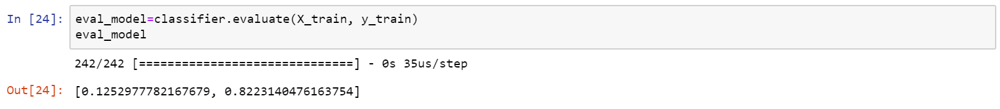 In [24]: eval_model=classifier.evaluate(X_train, y_train)
eval_model
242/242 [==============================] - 0s 35us/step
Out[24]: [0.1252977782167679, 0.8223140476163754]